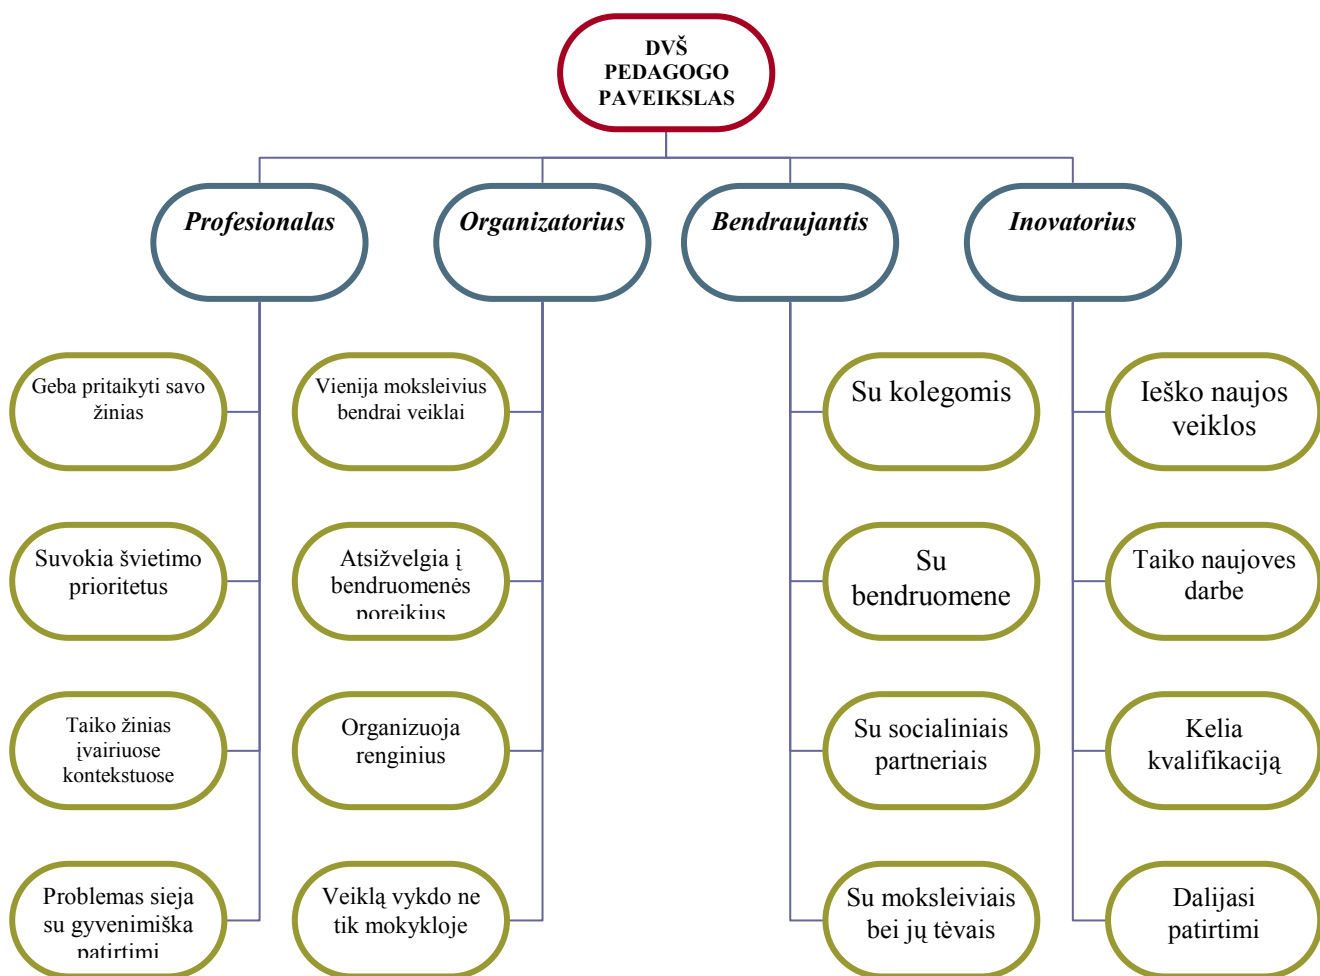 DVŠ
PEDAGOGO
PAVEIKSLAS
Profesionalas
Organizatorius
Bendraujantis
Inovatorius
Geba pritaikyti savo
žinias
Vienija moksleivius
bendrai veiklai
Su kolegomis
Ieško naujos
veiklos
Suvokia švietimo
prioritetus
Atsižvelgia į
bendruomenės
poreikius
Su
bendruomene
Taiko naujoves
darbe
Taiko žinias
įvairiuose
kontekstuose
Organizuoja
renginius
Su socialiniais
partneriais
Kelia
kvalifikaciją
Problemas sieja
su gyvenimiška
patirtimi
Veiklą vykdo ne
tik mokykloje
Su moksleiviais
bei jų tėvais
Dalijasi
patirtimi